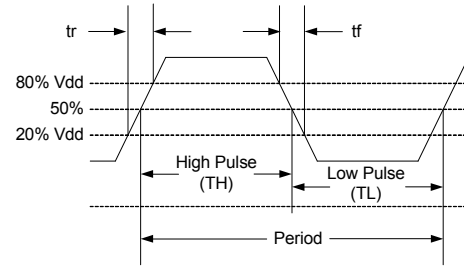 tr
tf
80% Vdd
50%
20% Vdd
High Pulse
(TH)
Low Pulse
(TL)
Period